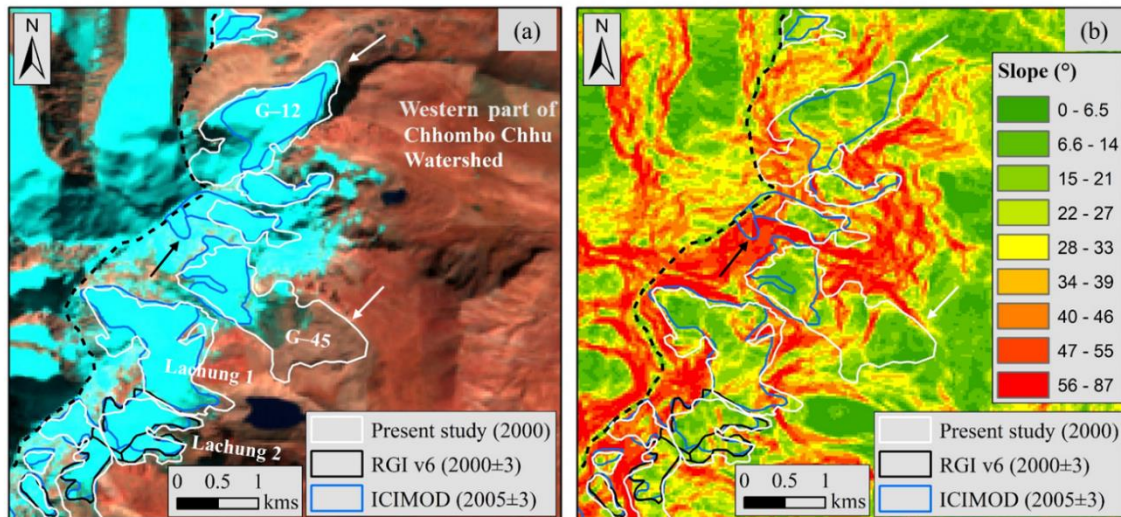 N
(a)
G–12
Western part of
Chhombo Chhu
Watershed
G–45
Lachung 1
Lachung 2
0 0.5 1
kms
Present study (2000)
RGI v6 (2000±3)
ICIMOD (2005±3)
N
(b)
Slope (°)
0 - 6.5
6.6 - 14
15 - 21
22 - 27
28 - 33
34 - 39
40 - 46
47 - 55
56 - 87
0 0.5 1
kms
Present study (2000)
RGI v6 (2000±3)
ICIMOD (2005±3)